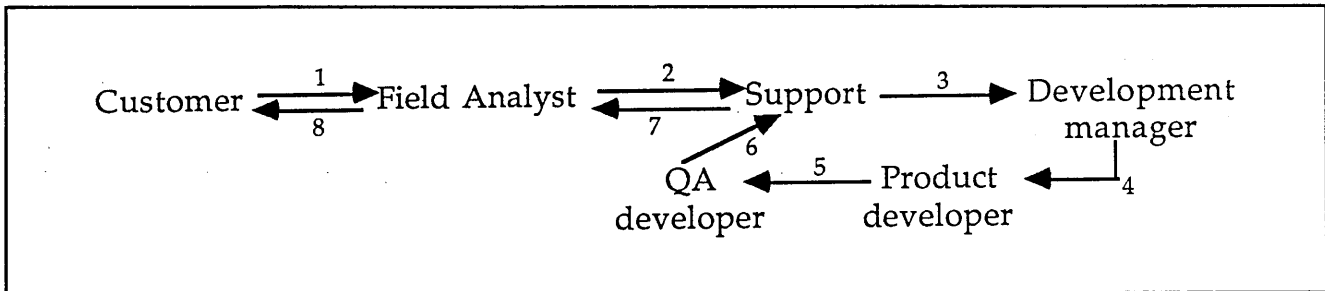 1
2
3
Customer
Field Analyst
Support
Development
manager
8
7
6
5
4
QA
developer
Product
developer